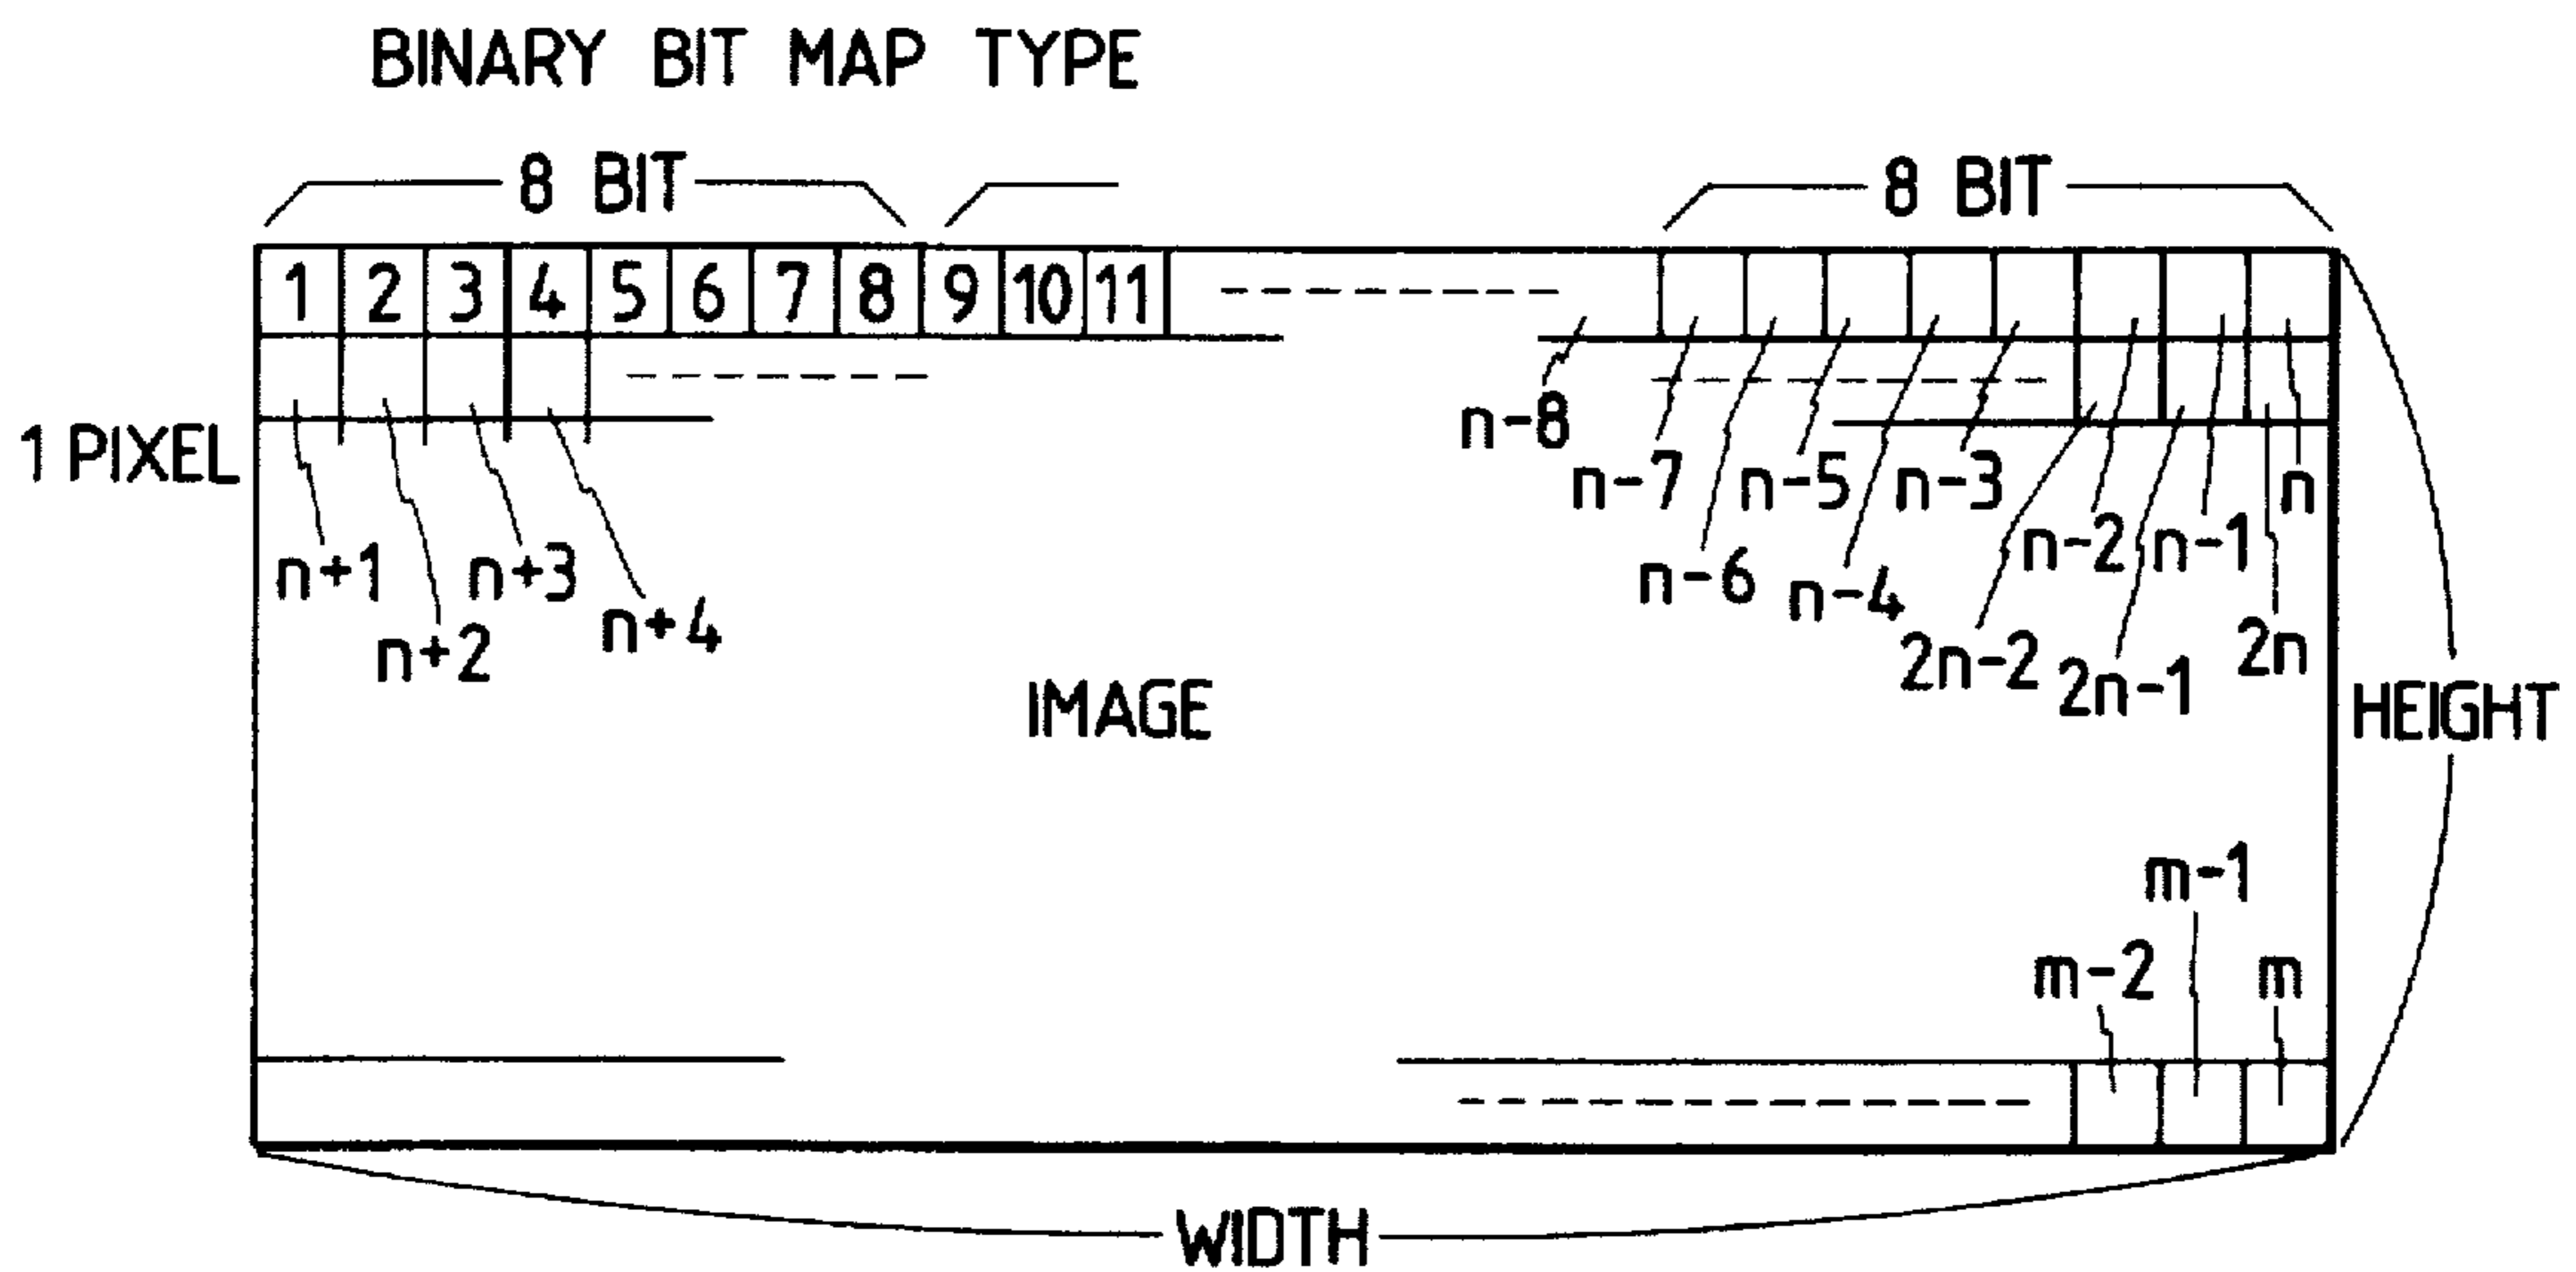 BINARY BIT MAP TYPE
8 BIT 8 BIT
1 2 3 4 5 6 7 8 9 10 11
1 PIXEL
n-8
n-7 n-5 n-3 n
n+1 n+3 n-6 n-4 n-2 n-1
n+2 n+4 2n-2 2n-1 2n
IMAGE HEIGHT
m-1
m-2 m
WIDTH